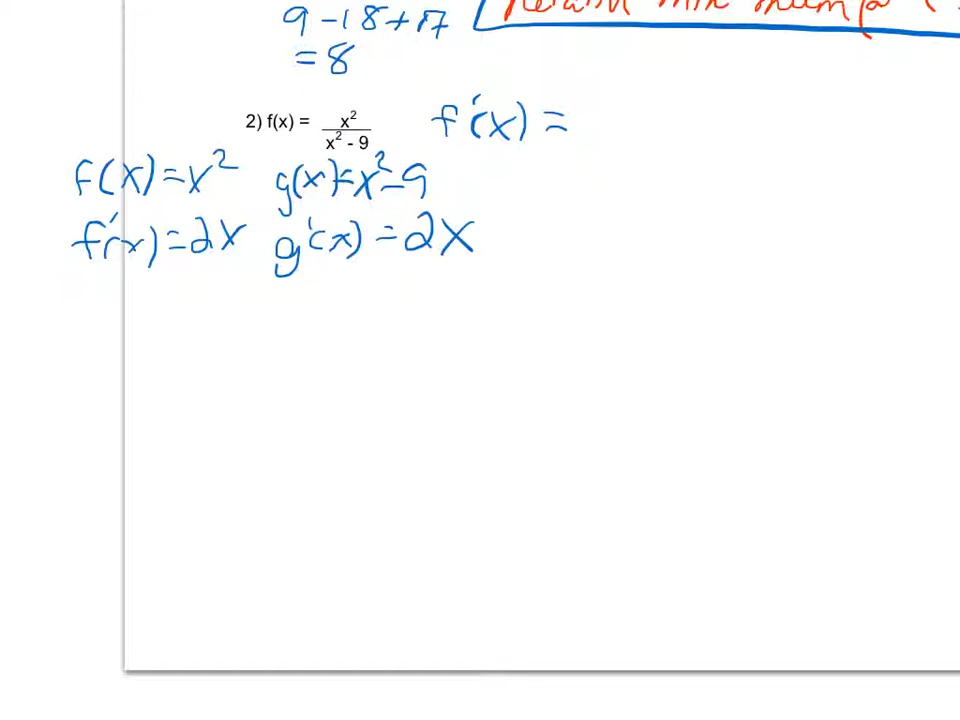 9 - 18 + 17
= 8
2) f(x) = x² / x² - 9 f'(x) =
f(x) = x² g(x) = x² - 9
f'(x) = 2x g'(x) = 2x